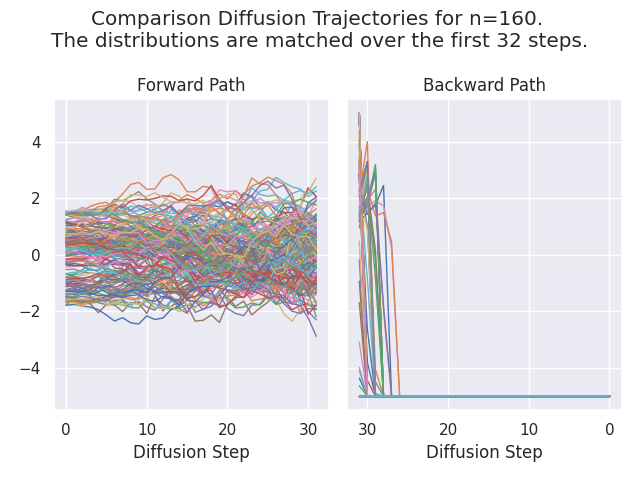 Comparison Diffusion Trajectories for n=160.
The distributions are matched over the first 32 steps.
Forward Path
Backward Path
4
2
0
−2
−4
0 10 20 30
30 20 10 0
Diffusion Step
Diffusion Step